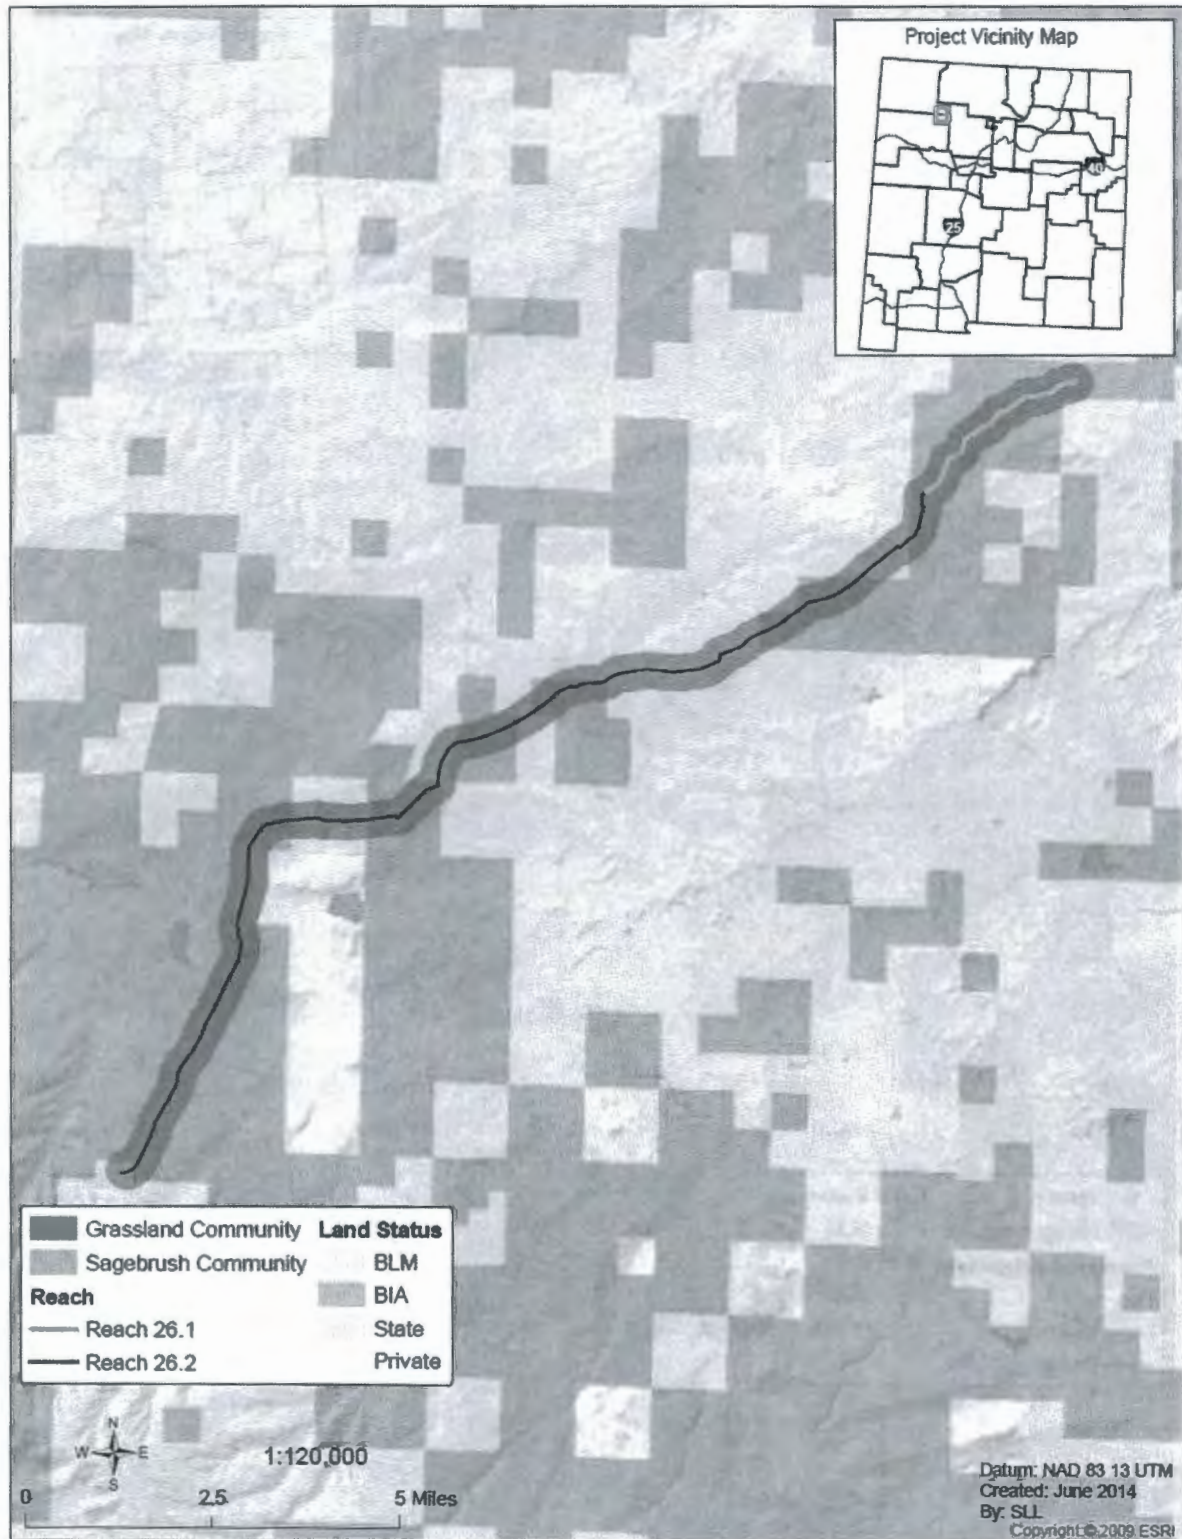 Project Vicinity Map
40
25
Grassland Community
Sagebrush Community
Reach
Reach 26.1
Reach 26.2
Land Status
BLM
BIA
State
Private
N
W E
S
1:120,000
0 2.5 5 Miles
Datum: NAD 83 13 UTM
Created: June 2014
By: SLL
Copyright:© 2009 ESRI